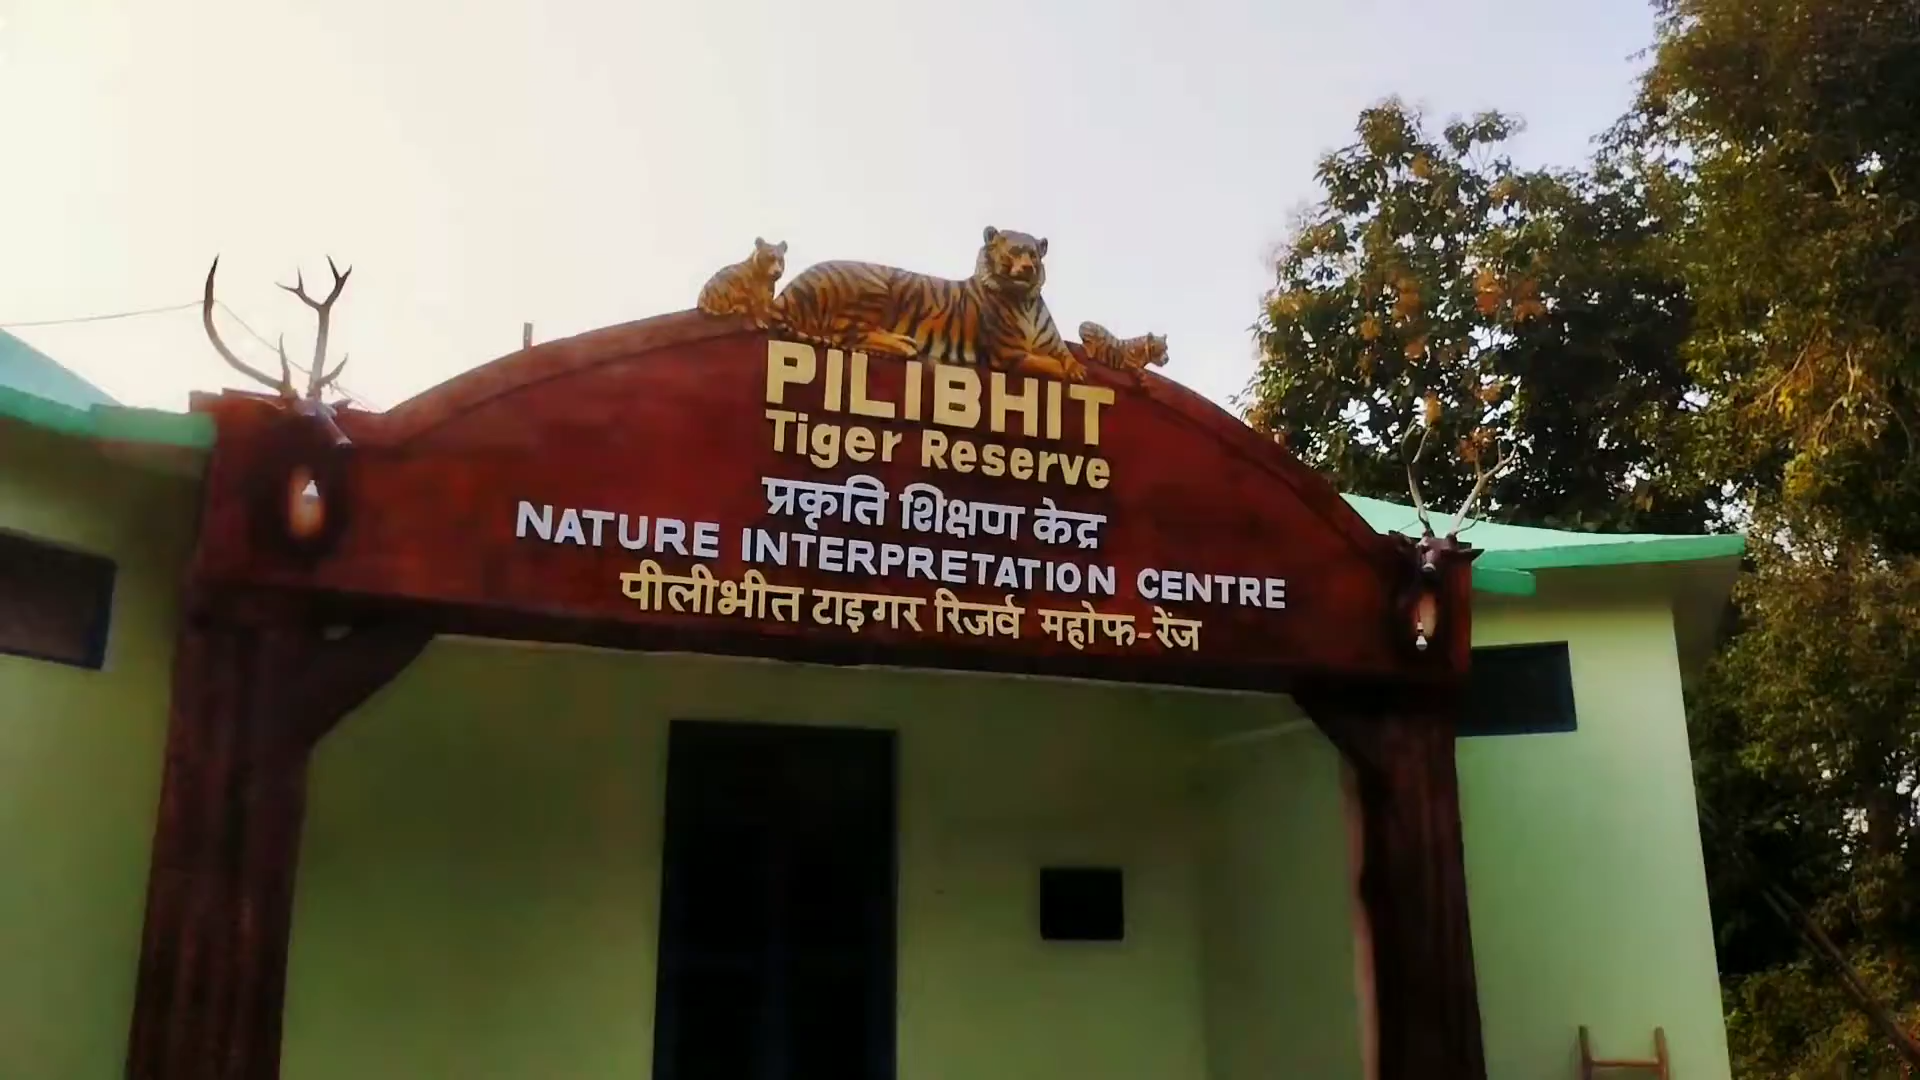 PILIBHIT
Tiger Reserve
प्रकृति शिक्षण केद्र
NATURE INTERPRETATION CENTRE
पीलीभीत टाइगर रिजर्व महोफ-रेंज